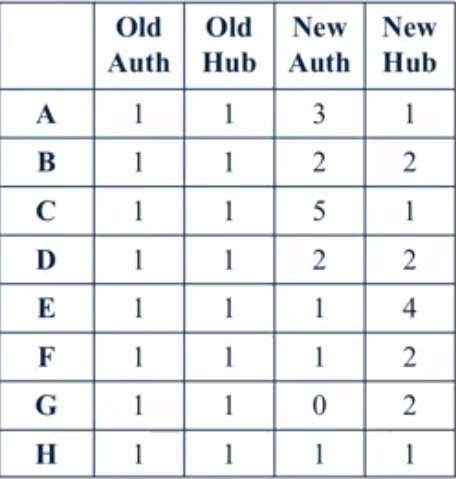 Old Auth Old Hub New Auth New Hub
A 1 1 3 1
B 1 1 2 2
C 1 1 5 1
D 1 1 2 2
E 1 1 1 4
F 1 1 1 2
G 1 1 0 2
H 1 1 1 1